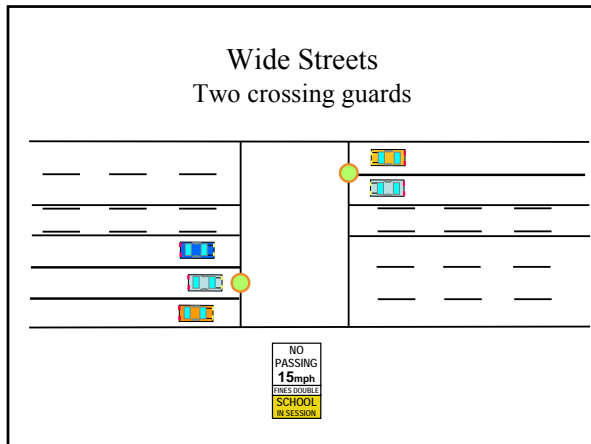 Wide Streets
Two crossing guards
NO
PASSING
15mph
FINES DOUBLE
SCHOOL
IN SESSION